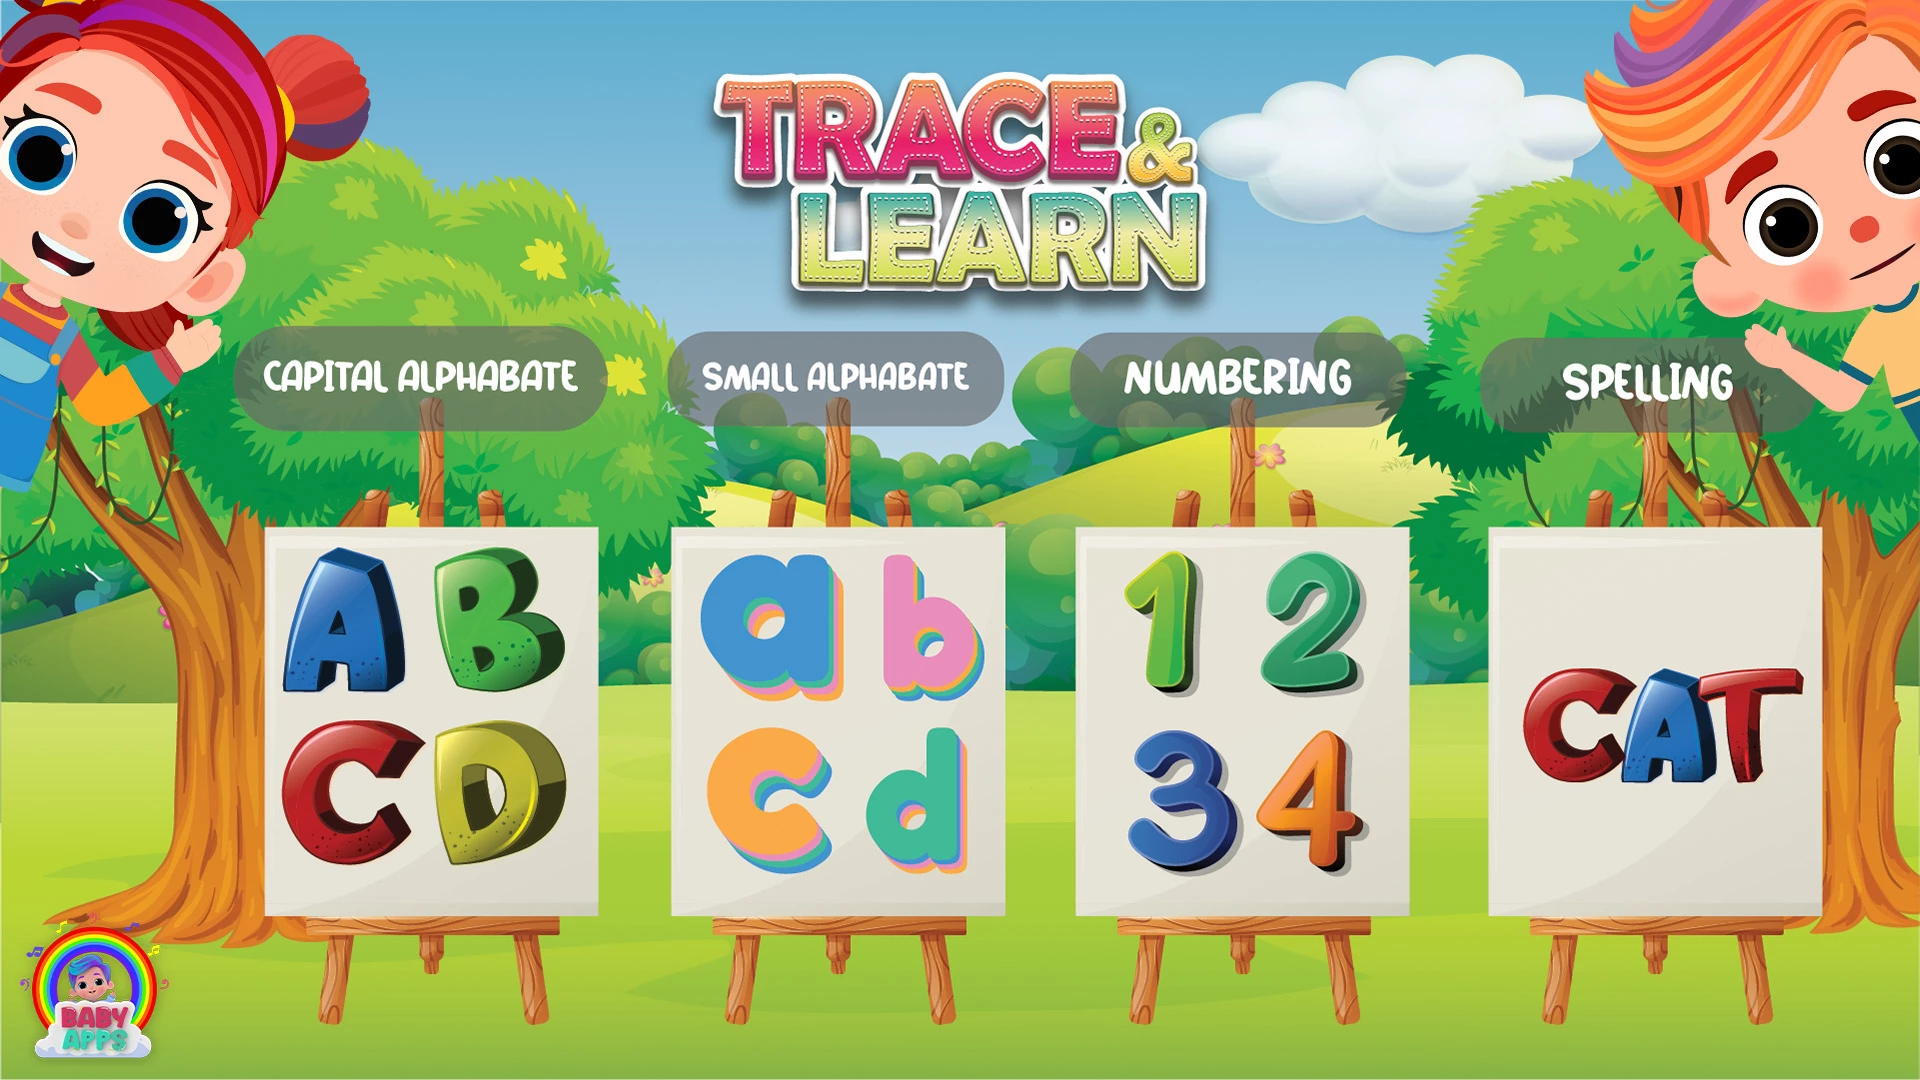 TRACE &
LEARN
CAPITAL ALPHABATE
SMALL ALPHABATE
NUMBERING
SPELLING
A B
C D
a b
c d
1 2
3 4
CAT
BABY
APPS